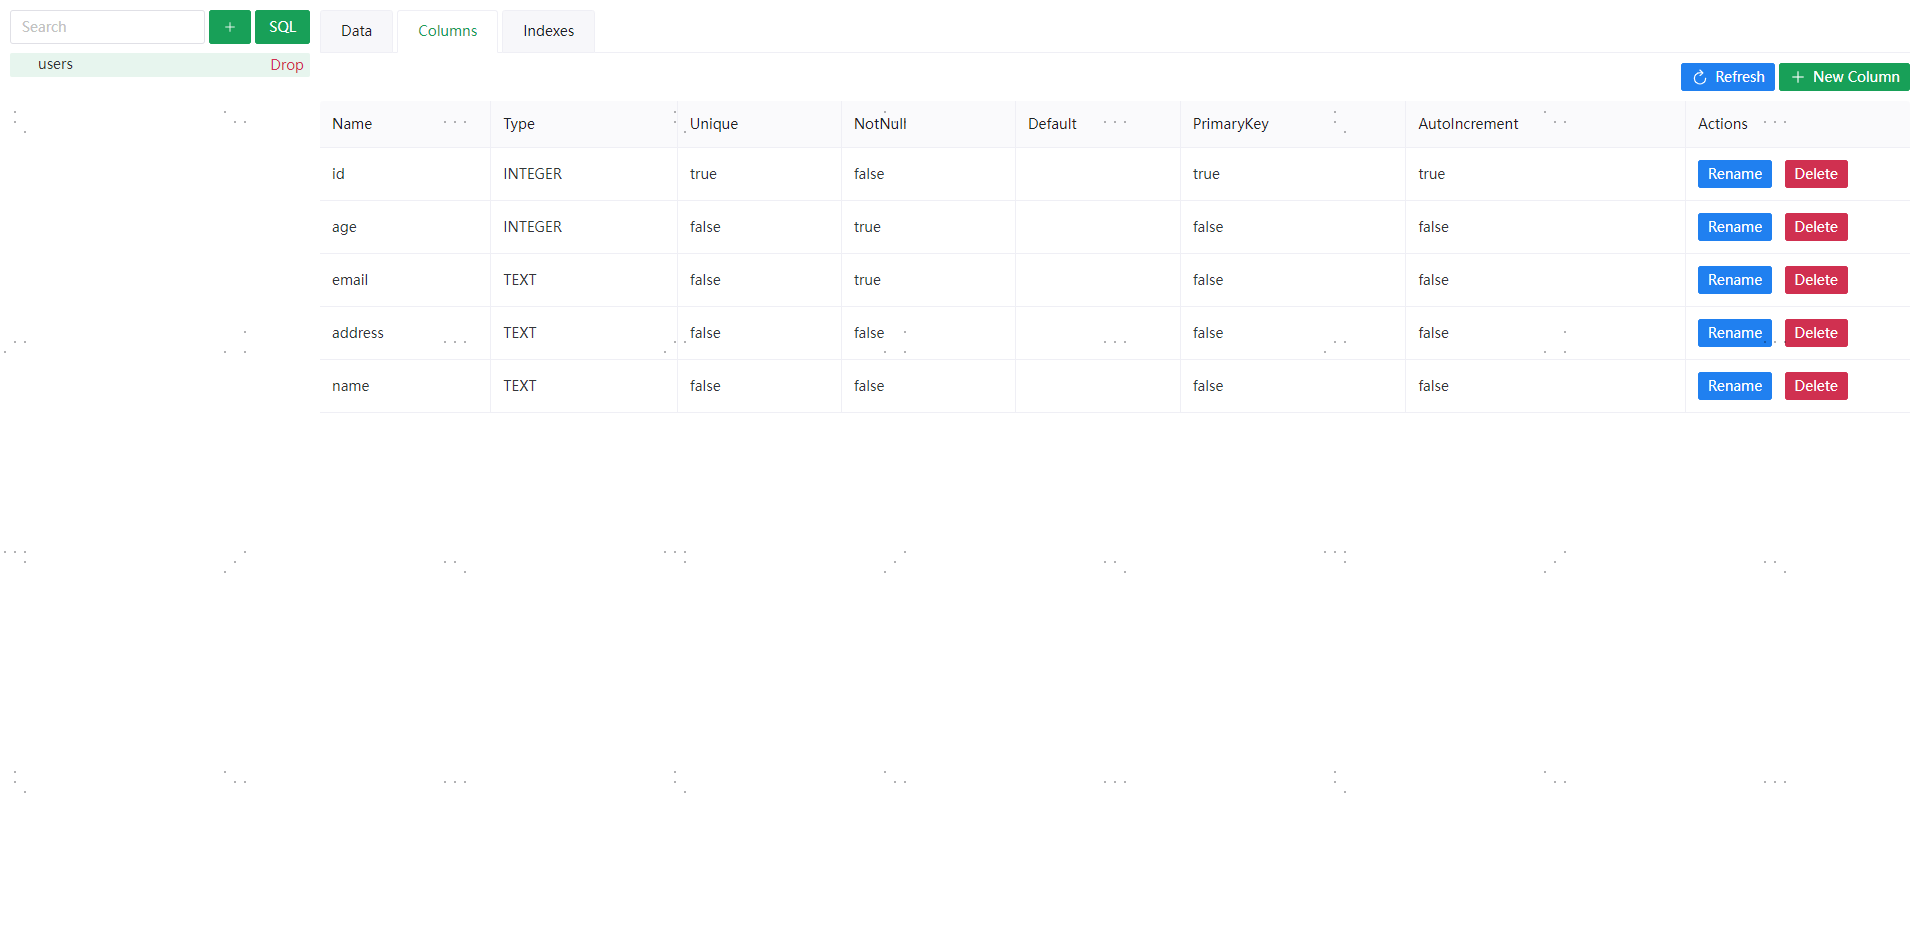 Search + SQL Data Columns Indexes
users Drop
Refresh + New Column
Name Type Unique NotNull Default PrimaryKey AutoIncrement Actions
id INTEGER true false true true Rename Delete
age INTEGER false true false false Rename Delete
email TEXT false true false false Rename Delete
address TEXT false false false false Rename Delete
name TEXT false false false false Rename Delete